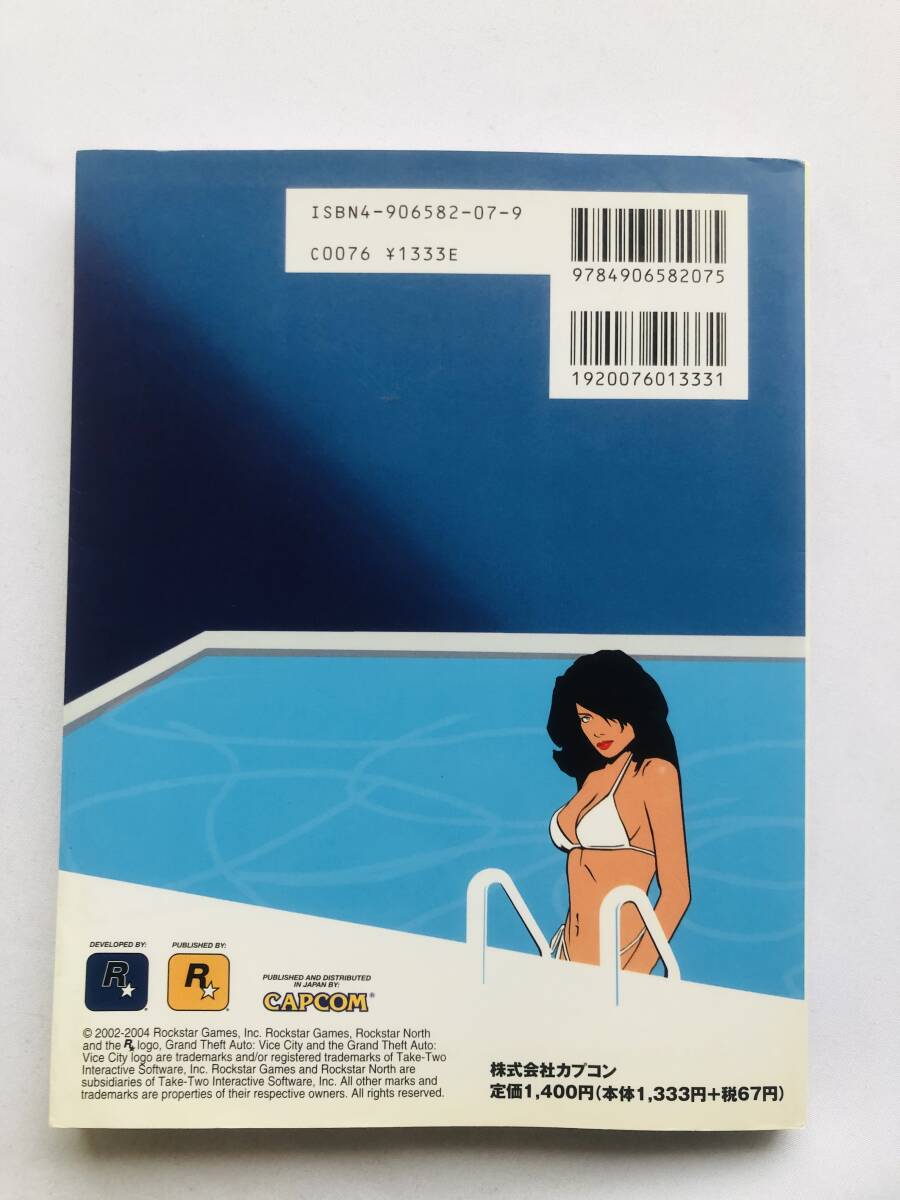 ISBN4-906582-07-9
C0076 ¥1333E
9784906582075
1920076013331
DEVELOPED BY:
R
PUBLISHED BY:
R
PUBLISHED AND DISTRIBUTED
IN JAPAN BY:
CAPCOM®
© 2002-2004 Rockstar Games, Inc. Rockstar Games, Rockstar North
and the R logo, Grand Theft Auto: Vice City and the Grand Theft Auto:
Vice City logo are trademarks and/or registered trademarks of Take-Two
Interactive Software, Inc. Rockstar Games and Rockstar North are
subsidiaries of Take-Two Interactive Software, Inc. All other marks and
trademarks are properties of their respective owners. All rights reserved.
株式会社カプコン
定価1,400円(本体1,333円+税67円)